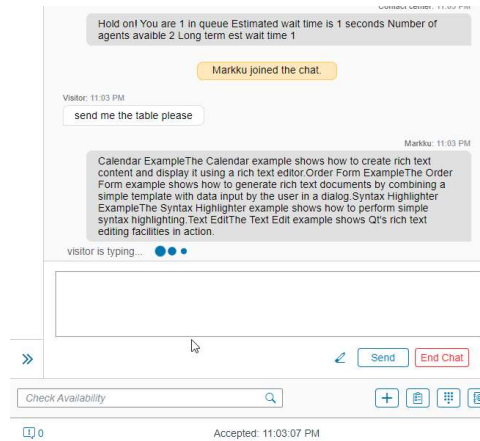 Contact center: 11:03 PM
Hold on! You are 1 in queue Estimated wait time is 1 seconds Number of
agents avaible 2 Long term est wait time 1
Markku joined the chat.
Visitor: 11:03 PM
send me the table please
Markku: 11:03 PM
Calendar ExampleThe Calendar example shows how to create rich text
content and display it using a rich text editor.Order Form ExampleThe Order
Form example shows how to generate rich text documents by combining a
simple template with data input by the user in a dialog.Syntax Highlighter
ExampleThe Syntax Highlighter example shows how to perform simple
syntax highlighting.Text EditThe Text Edit example shows Qt's rich text
editing facilities in action.
visitor is typing...
Send
End Chat
Check Availability
0
Accepted: 11:03:07 PM